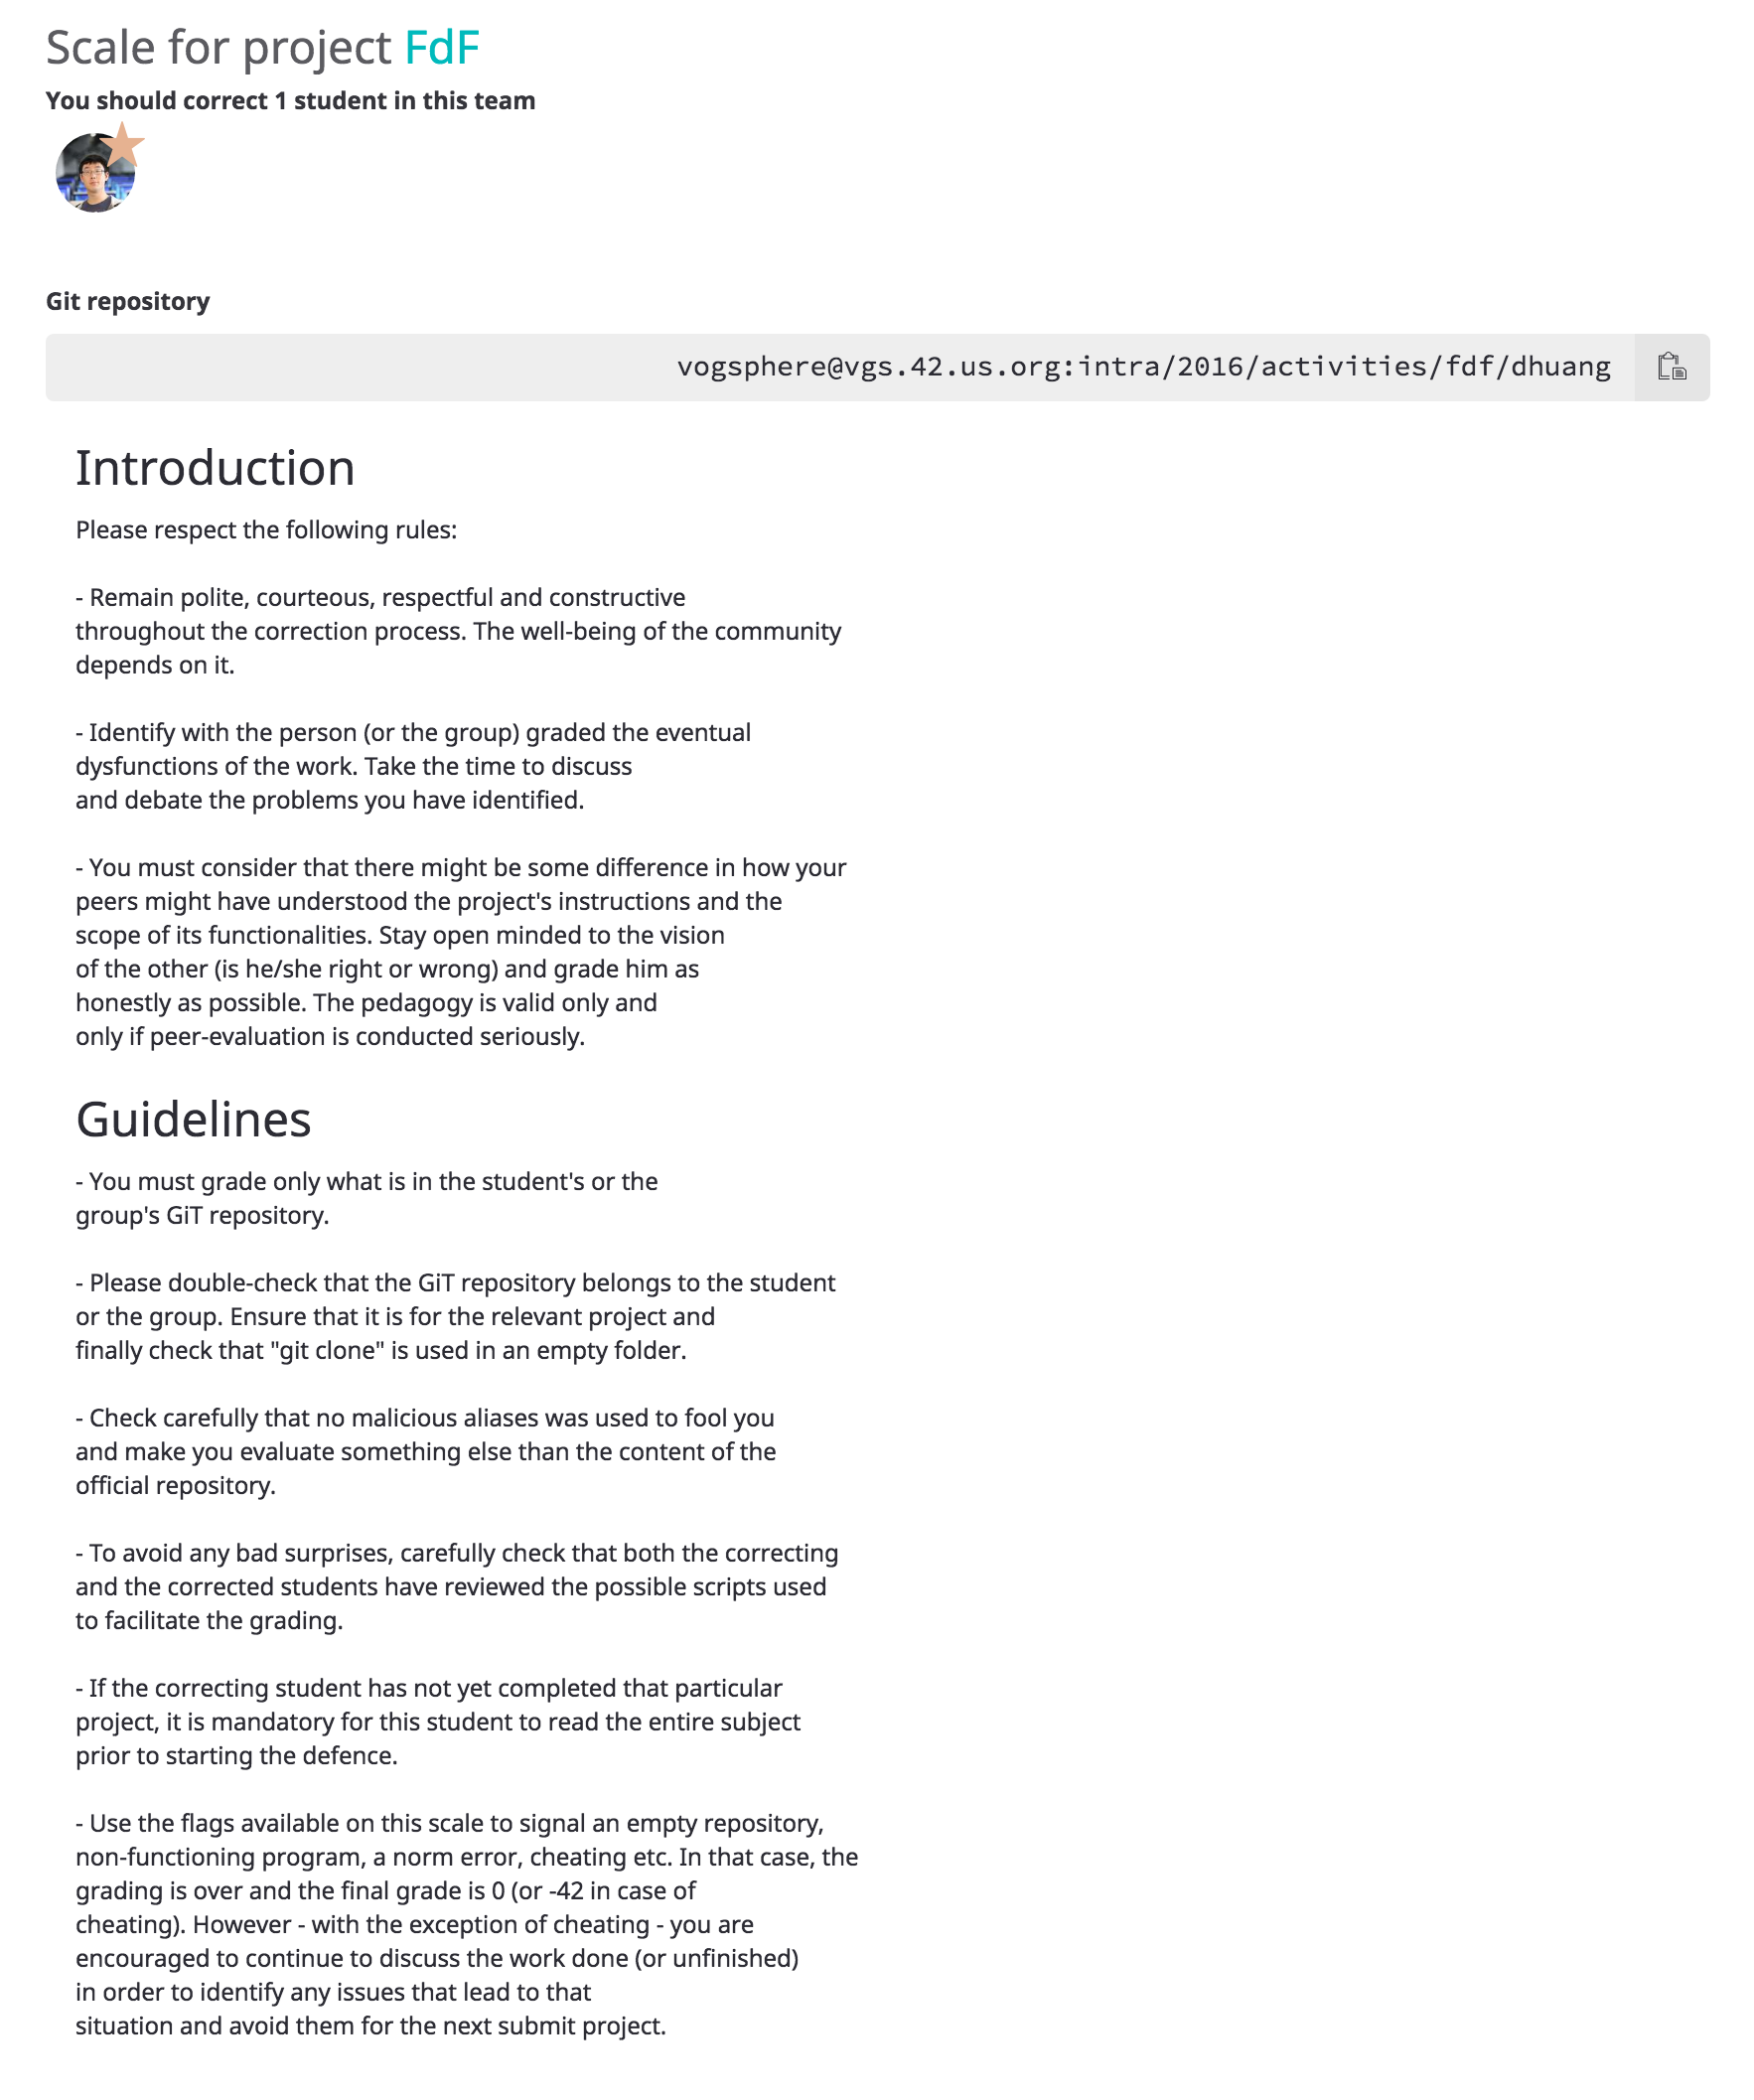 Scale for project FdF
You should correct 1 student in this team
Git repository
vogsphere@vgs.42.us.org:intra/2016/activities/fdf/dhuang
Introduction
Please respect the following rules:
- Remain polite, courteous, respectful and constructive
throughout the correction process. The well-being of the community
depends on it.
- Identify with the person (or the group) graded the eventual
dysfunctions of the work. Take the time to discuss
and debate the problems you have identified.
- You must consider that there might be some difference in how your
peers might have understood the project's instructions and the
scope of its functionalities. Stay open minded to the vision
of the other (is he/she right or wrong) and grade him as
honestly as possible. The pedagogy is valid only and
only if peer-evaluation is conducted seriously.
Guidelines
- You must grade only what is in the student's or the
group's GiT repository.
- Please double-check that the GiT repository belongs to the student
or the group. Ensure that it is for the relevant project and
finally check that "git clone" is used in an empty folder.
- Check carefully that no malicious aliases was used to fool you
and make you evaluate something else than the content of the
official repository.
- To avoid any bad surprises, carefully check that both the correcting
and the corrected students have reviewed the possible scripts used
to facilitate the grading.
- If the correcting student has not yet completed that particular
project, it is mandatory for this student to read the entire subject
prior to starting the defence.
- Use the flags available on this scale to signal an empty repository,
non-functioning program, a norm error, cheating etc. In that case, the
grading is over and the final grade is 0 (or -42 in case of
cheating). However - with the exception of cheating - you are
encouraged to continue to discuss the work done (or unfinished)
in order to identify any issues that lead to that
situation and avoid them for the next submit project.